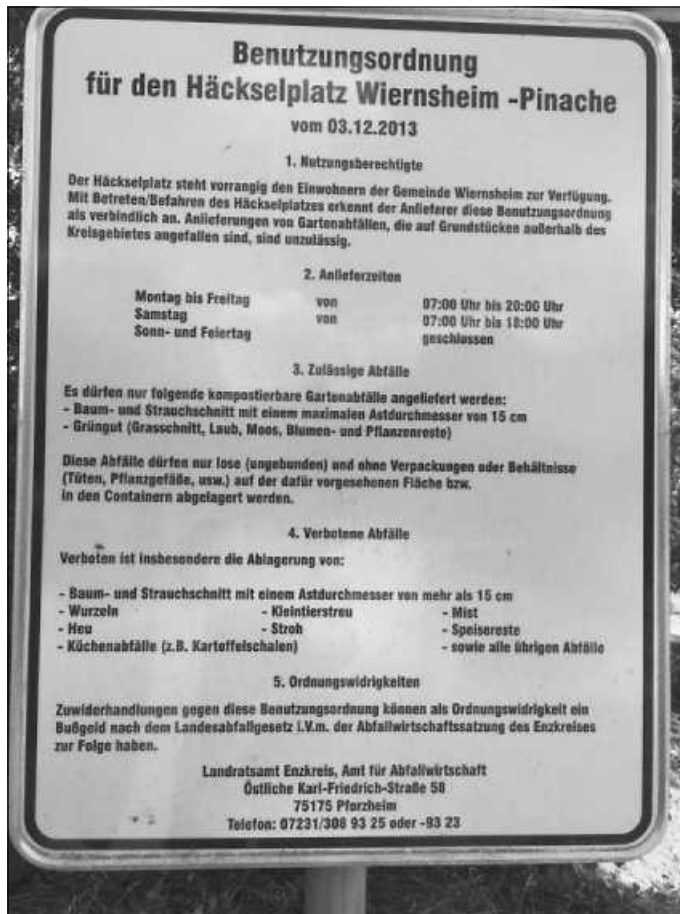 Benutzungsordnung
für den Häckselplatz Wiernsheim -Pinache
vom 03.12.2013
1. Nutzungsberechtigte
Der Häckselplatz steht vorrangig den Einwohnern der Gemeinde Wiernsheim zur Verfügung.
Mit Betreten/Befahren des Häckselplatzes erkennt der Anlieferer diese Benutzungsordnung
als verbindlich an. Anlieferungen von Gartenabfällen, die auf Grundstücken außerhalb des
Kreisgebietes angefallen sind, sind unzulässig.
2. Anlieferzeiten
Montag bis Freitag von 07:00 Uhr bis 20:00 Uhr
Samstag von 07:00 Uhr bis 18:00 Uhr
Sonn- und Feiertag geschlossen
3. Zulässige Abfälle
Es dürfen nur folgende kompostierbare Gartenabfälle angeliefert werden:
- Baum- und Strauchschnitt mit einem maximalen Astdurchmesser von 15 cm
- Grüngut (Grasschnitt, Laub, Moos, Blumen- und Pflanzenreste)
Diese Abfälle dürfen nur lose (ungebunden) und ohne Verpackungen oder Behältnisse
(Tüten, Pflanzgefäße, usw.) auf der dafür vorgesehenen Fläche bzw.
in den Containern abgelagert werden.
4. Verbotene Abfälle
Verboten ist insbesondere die Ablagerung von:
- Baum- und Strauchschnitt mit einem Astdurchmesser von mehr als 15 cm
- Wurzeln - Kleintierstreu - Mist
- Heu - Stroh - Speisereste
- Küchenabfälle (z.B. Kartoffelschalen) - sowie alle übrigen Abfälle
5. Ordnungswidrigkeiten
Zuwiderhandlungen gegen diese Benutzungsordnung können als Ordnungswidrigkeit ein
Bußgeld nach dem Landesabfallgesetz i.V.m. der Abfallwirtschaftssatzung des Enzkreises
zur Folge haben.
Landratsamt Enzkreis, Amt für Abfallwirtschaft
Östliche Karl-Friedrich-Straße 58
75175 Pforzheim
Telefon: 07231/308 93 25 oder -93 23